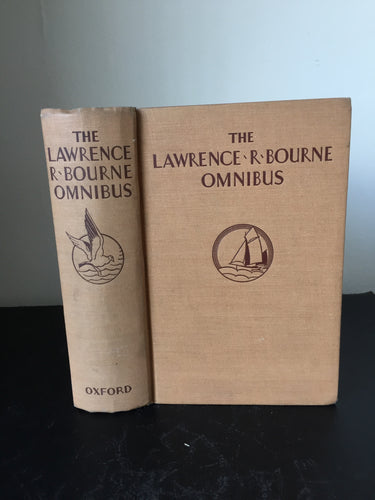 THE
LAWRENCE
R · BOURNE
OMNIBUS
OXFORD
THE
LAWRENCE · R · BOURNE
OMNIBUS